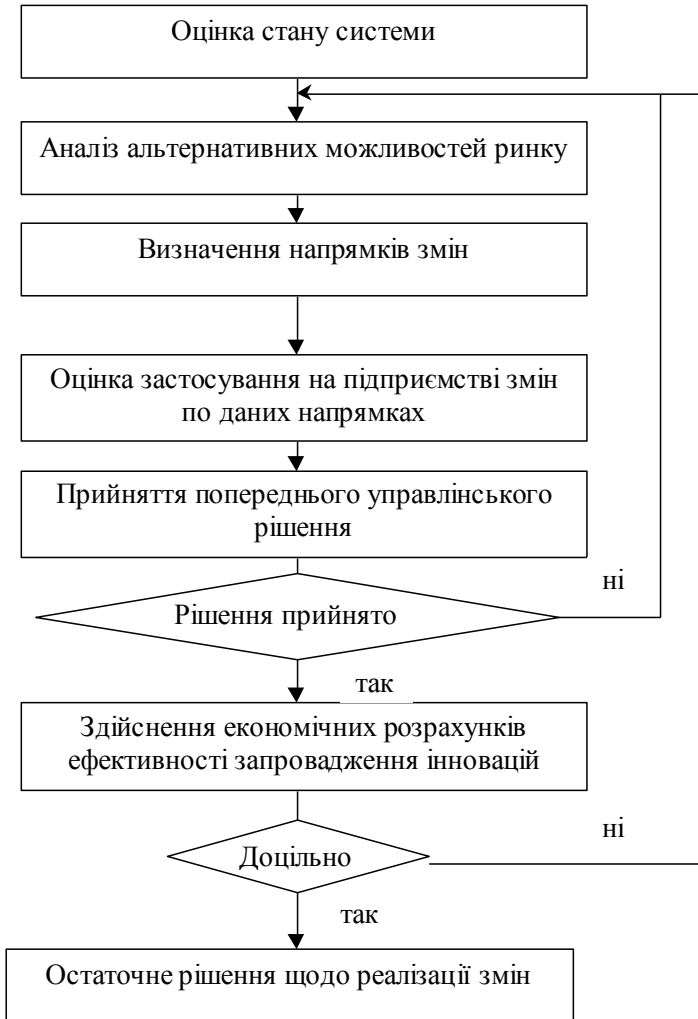 Оцінка стану системи
Аналіз альтернативних можливостей ринку
Визначення напрямків змін
Оцінка застосування на підприємстві змін
по даних напрямках
Прийняття попереднього управлінського
рішення
ні
Рішення прийнято
так
Здійснення економічних розрахунків
ефективності запровадження інновацій
ні
Доцільно
так
Остаточне рішення щодо реалізації змін